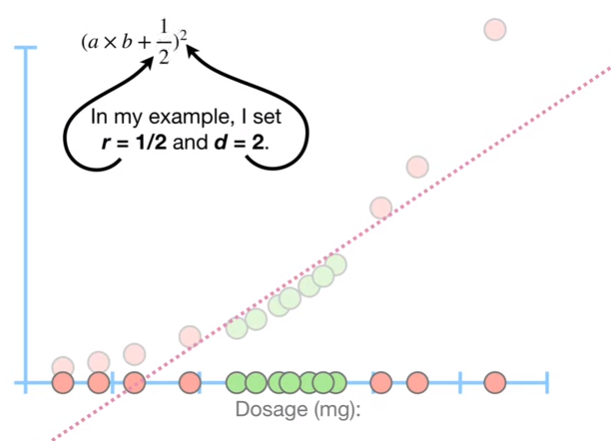 (a × b + 1/2)²
In my example, I set
r = 1/2 and d = 2.
Dosage (mg):